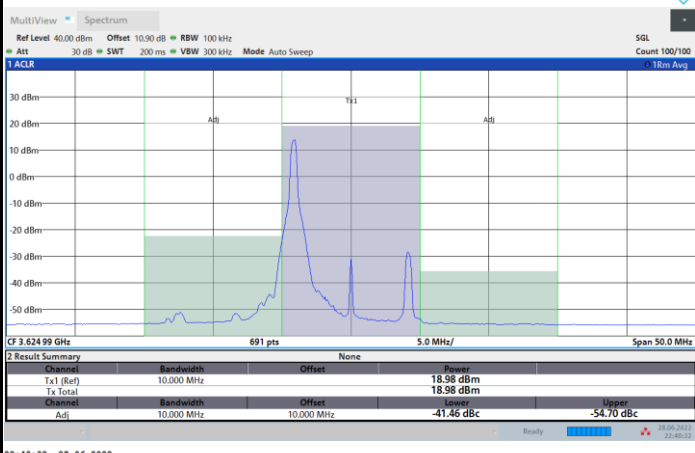 MultiView Spectrum
Ref Level 40.00 dBm Offset 10.90 dB RBW 100 kHz SGL
Att 30 dB SWT 200 ms VBW 300 kHz Mode Auto Sweep Count 100/100
1 ACLR 1Rm Avg
30 dBm
Tx1
20 dBm Adj Adj
10 dBm
0 dBm
-10 dBm
-20 dBm
-30 dBm
-40 dBm
-50 dBm
CF 3.624 99 GHz 691 pts 5.0 MHz/ Span 50.0 MHz
2 Result Summary None
Channel Bandwidth Offset Power
Tx1 (Ref) 10.000 MHz 18.98 dBm
Tx Total 18.98 dBm
Channel Bandwidth Offset Lower Upper
Adj 10.000 MHz 10.000 MHz -41.46 dBc -54.70 dBc
Ready 28.06.2022
22:40:32